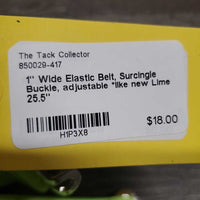 The Tack Collector
850029-417
1" Wide Elastic Belt, Surcingle
Buckle, adjustable *like new Lime
25.5"
$18.00
H1P3X8